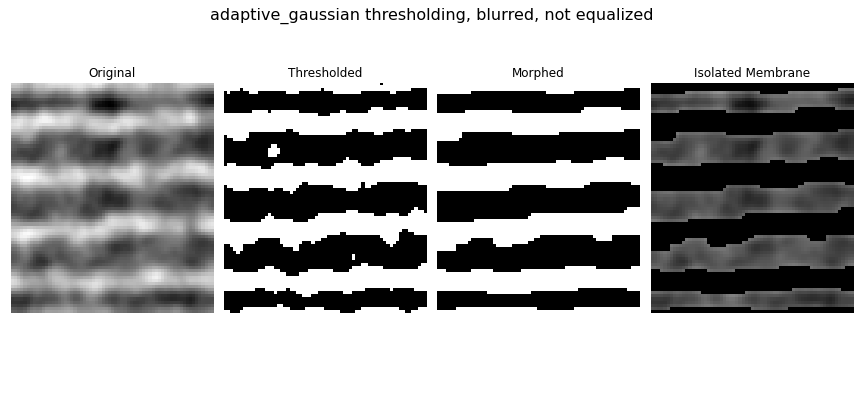 adaptive_gaussian thresholding, blurred, not equalized
Original
Thresholded
Morphed
Isolated Membrane